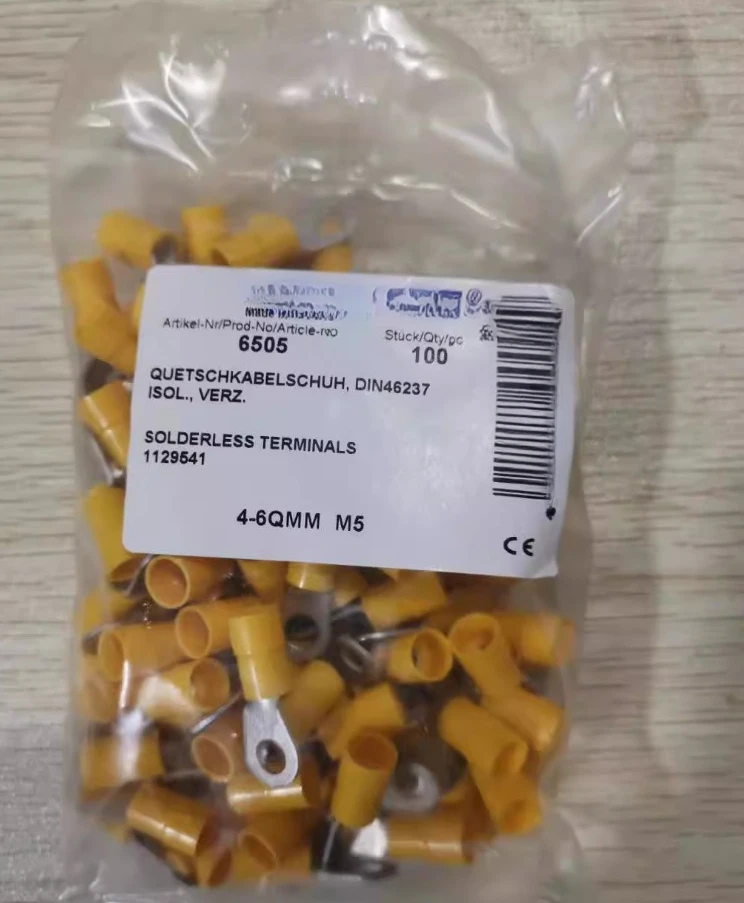 Artikel-Nr/Prod-No/Article-no
6505
Stück/Qty/pc
100
QUETSCHKABELSCHUH, DIN46237
ISOL., VERZ.
SOLDERLESS TERMINALS
1129541
4-6QMM M5
CE